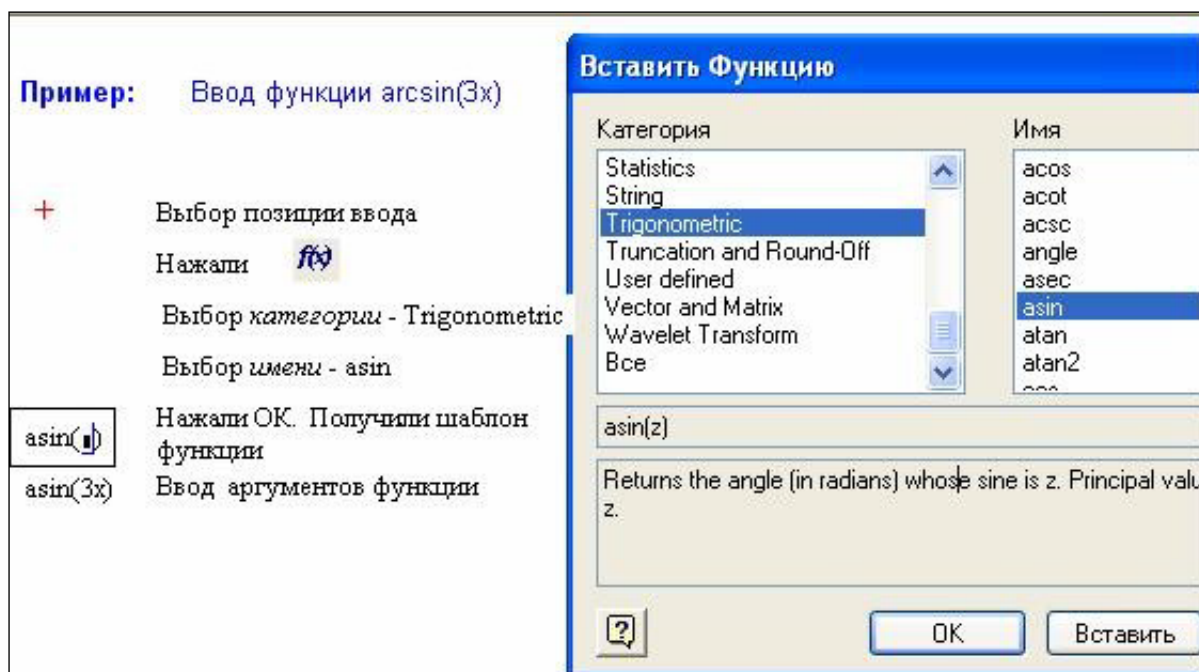 Пример: Ввод функции arcsin(3x)
+ Выбор позиции ввода
Нажали f(x)
Выбор категории - Trigonometric
Выбор имени - asin
asin(▪) Нажали ОК. Получили шаблон
функции
asin(3x) Ввод аргументов функции
Вставить Функцию
Категория
Statistics
String
Trigonometric
Truncation and Round-Off
User defined
Vector and Matrix
Wavelet Transform
Все
Имя
acos
acot
acsc
angle
asec
asin
atan
atan2
asin(z)
Returns the angle (in radians) whose sine is z. Principal valu
z.
?
OK
Вставить